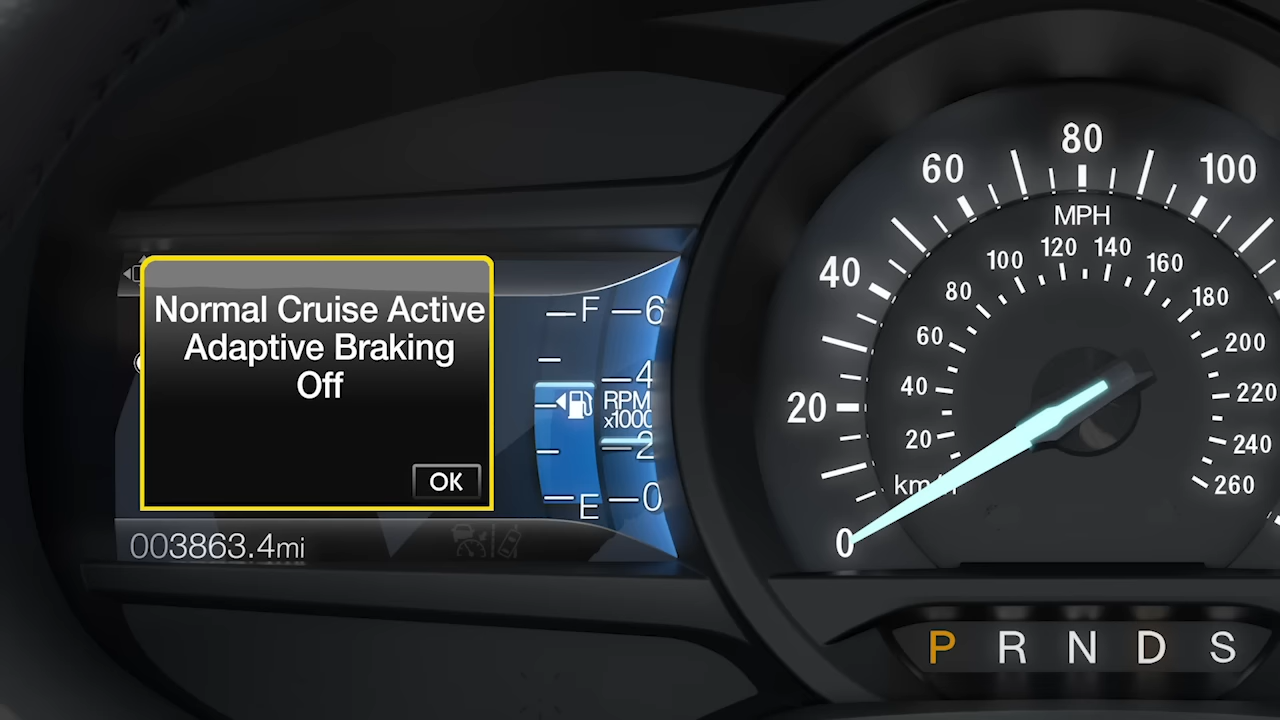 Normal Cruise Active
Adaptive Braking
Off
OK
003863.4mi
F
E
6
4
RPM
x1000
2
0
0
20
40
60
80
100
MPH
20
40
60
80
100
120
140
160
180
200
220
240
260
P R N D S